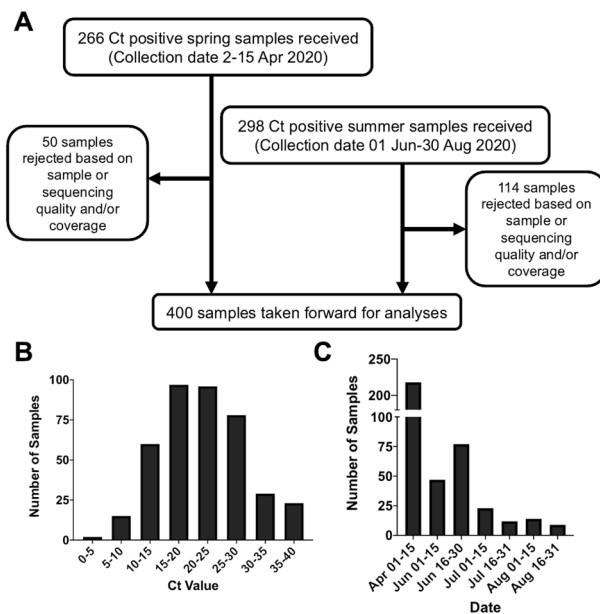 A
266 Ct positive spring samples received
(Collection date 2-15 Apr 2020)
298 Ct positive summer samples received
(Collection date 01 Jun-30 Aug 2020)
50 samples
rejected based on
sample or
sequencing
quality and/or
coverage
114 samples
rejected based on
sample or
sequencing
quality and/or
coverage
400 samples taken forward for analyses
B
Number of Samples
100
75
50
25
0
0-5
5-10
10-15
15-20
20-25
25-30
30-35
35-40
Ct Value
C
Number of Samples
250
200
100
75
50
25
0
Apr 01-15
Jun 01-15
Jun 16-30
Jul 01-15
Jul 16-31
Aug 01-15
Aug 16-31
Date